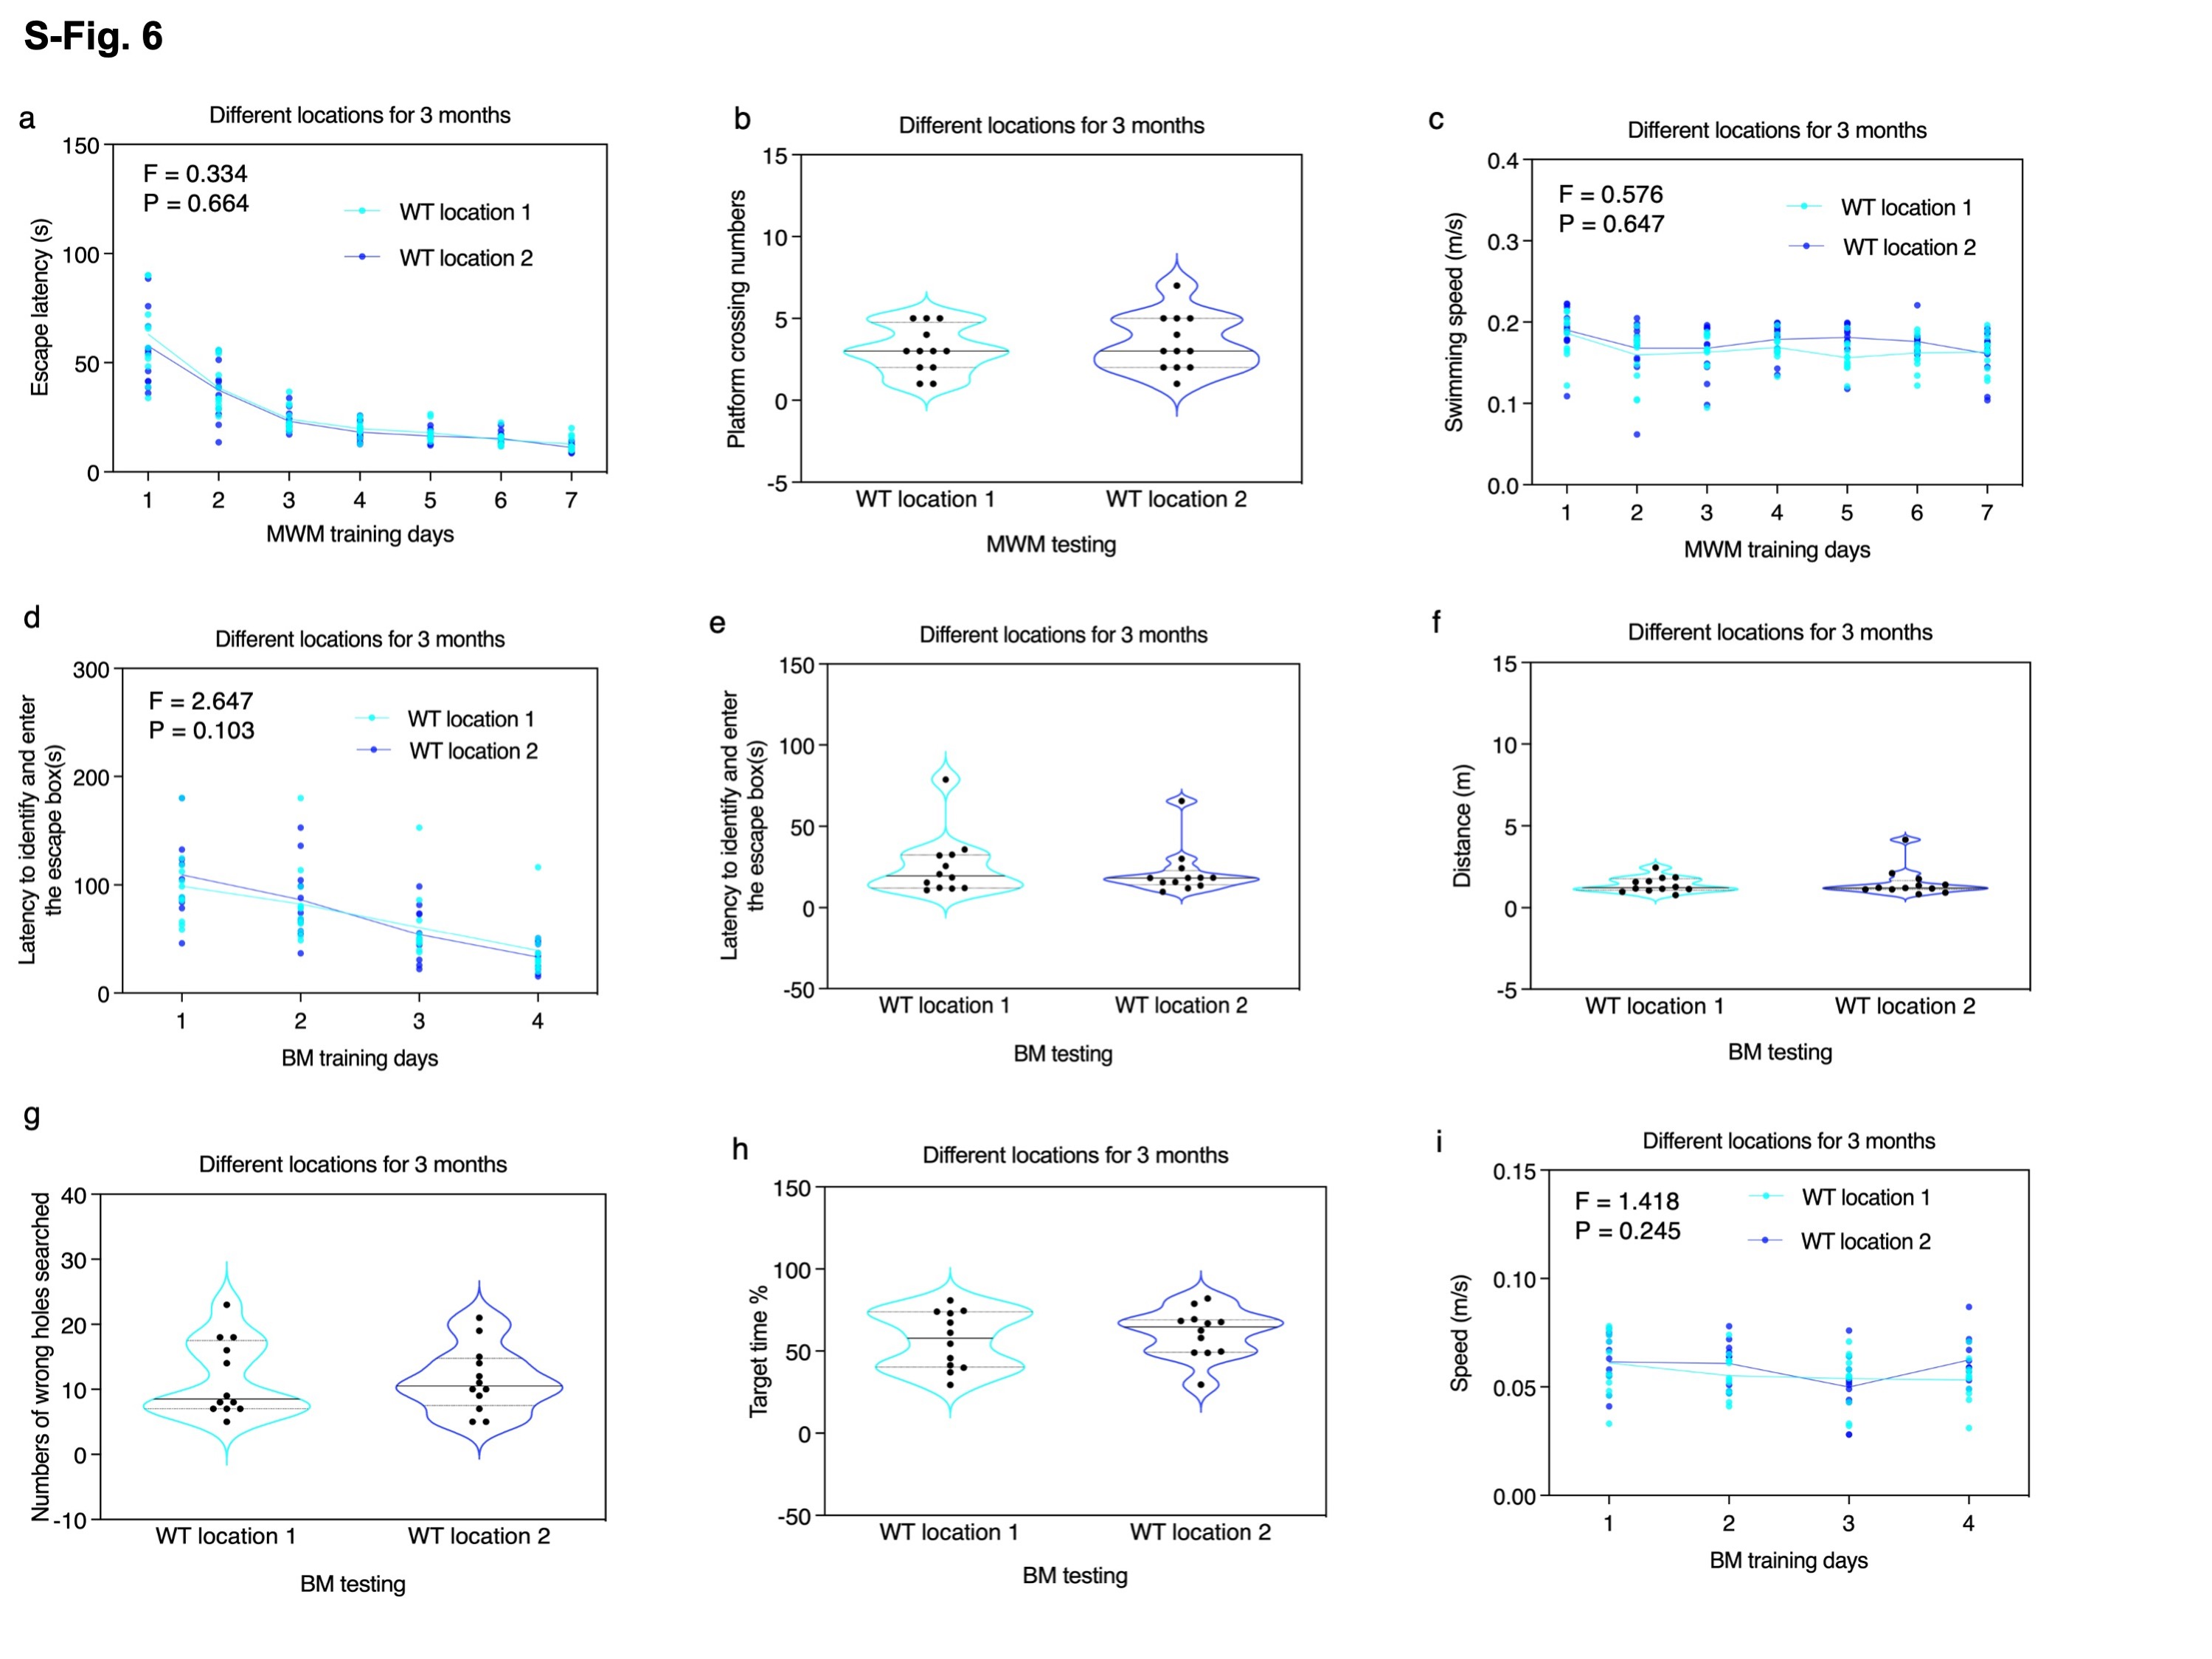 S-Fig. 6
a
Different locations for 3 months
150
100
50
0
Escape latency (s)
F = 0.334
P = 0.664
WT location 1
WT location 2
1 2 3 4 5 6 7
MWM training days
b
Different locations for 3 months
15
10
5
0
-5
Platform crossing numbers
WT location 1 WT location 2
MWM testing
c
Different locations for 3 months
0.4
0.3
0.2
0.1
0.0
Swimming speed (m/s)
F = 0.576
P = 0.647
WT location 1
WT location 2
1 2 3 4 5 6 7
MWM training days
d
Different locations for 3 months
300
200
100
0
Latency to identify and enter
the escape box(s)
F = 2.647
P = 0.103
WT location 1
WT location 2
1 2 3 4
BM training days
e
Different locations for 3 months
150
100
50
0
-50
Latency to identify and enter
the escape box(s)
WT location 1 WT location 2
BM testing
f
Different locations for 3 months
15
10
5
0
-5
Distance (m)
WT location 1 WT location 2
BM testing
g
Different locations for 3 months
40
30
20
10
0
-10
Numbers of wrong holes searched
WT location 1 WT location 2
BM testing
h
Different locations for 3 months
150
100
50
0
-50
Target time %
WT location 1 WT location 2
BM testing
i
Different locations for 3 months
0.15
0.10
0.05
0.00
Speed (m/s)
F = 1.418
P = 0.245
WT location 1
WT location 2
1 2 3 4
BM training days